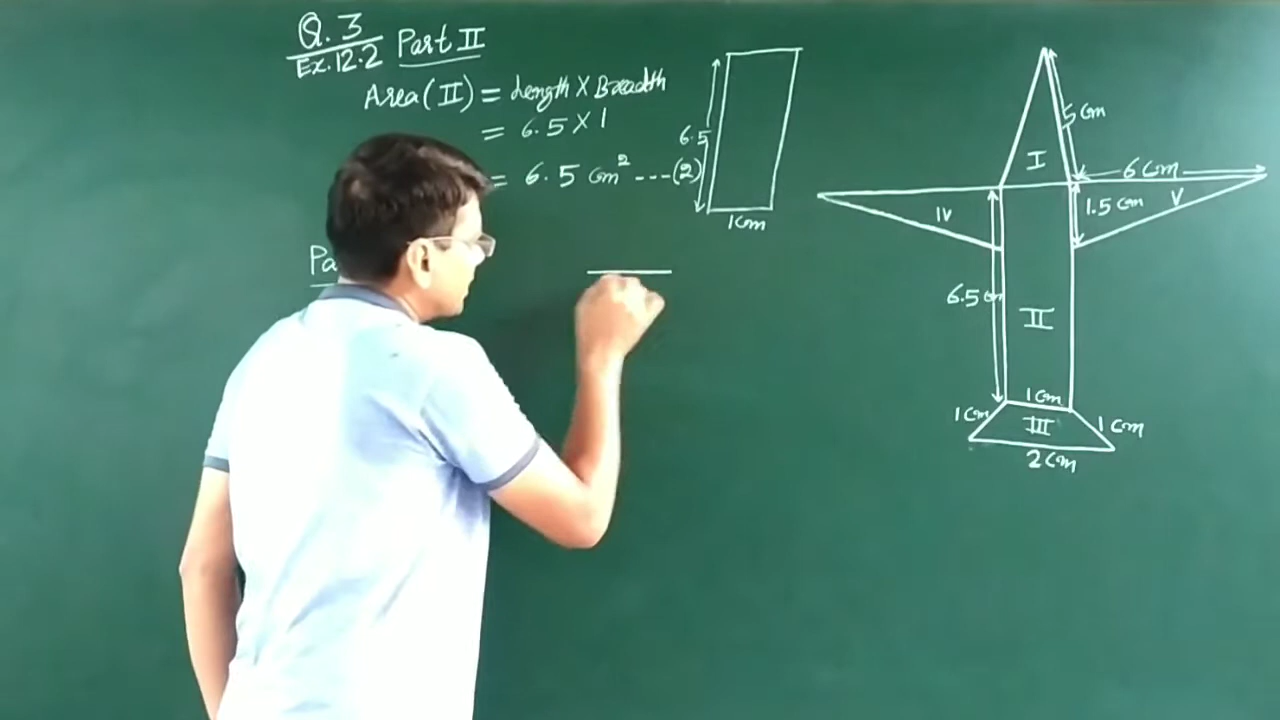 Q. 3
Ex. 12.2 Part II
Area (II) = Length X Breadth
= 6.5 X 1
= 6.5 cm² ---(2)
6.5
1cm
Pa
5 cm
I
6 cm
1.5 cm
V
IV
6.5 cm
II
1 cm
1 cm
III
1 cm
2 cm